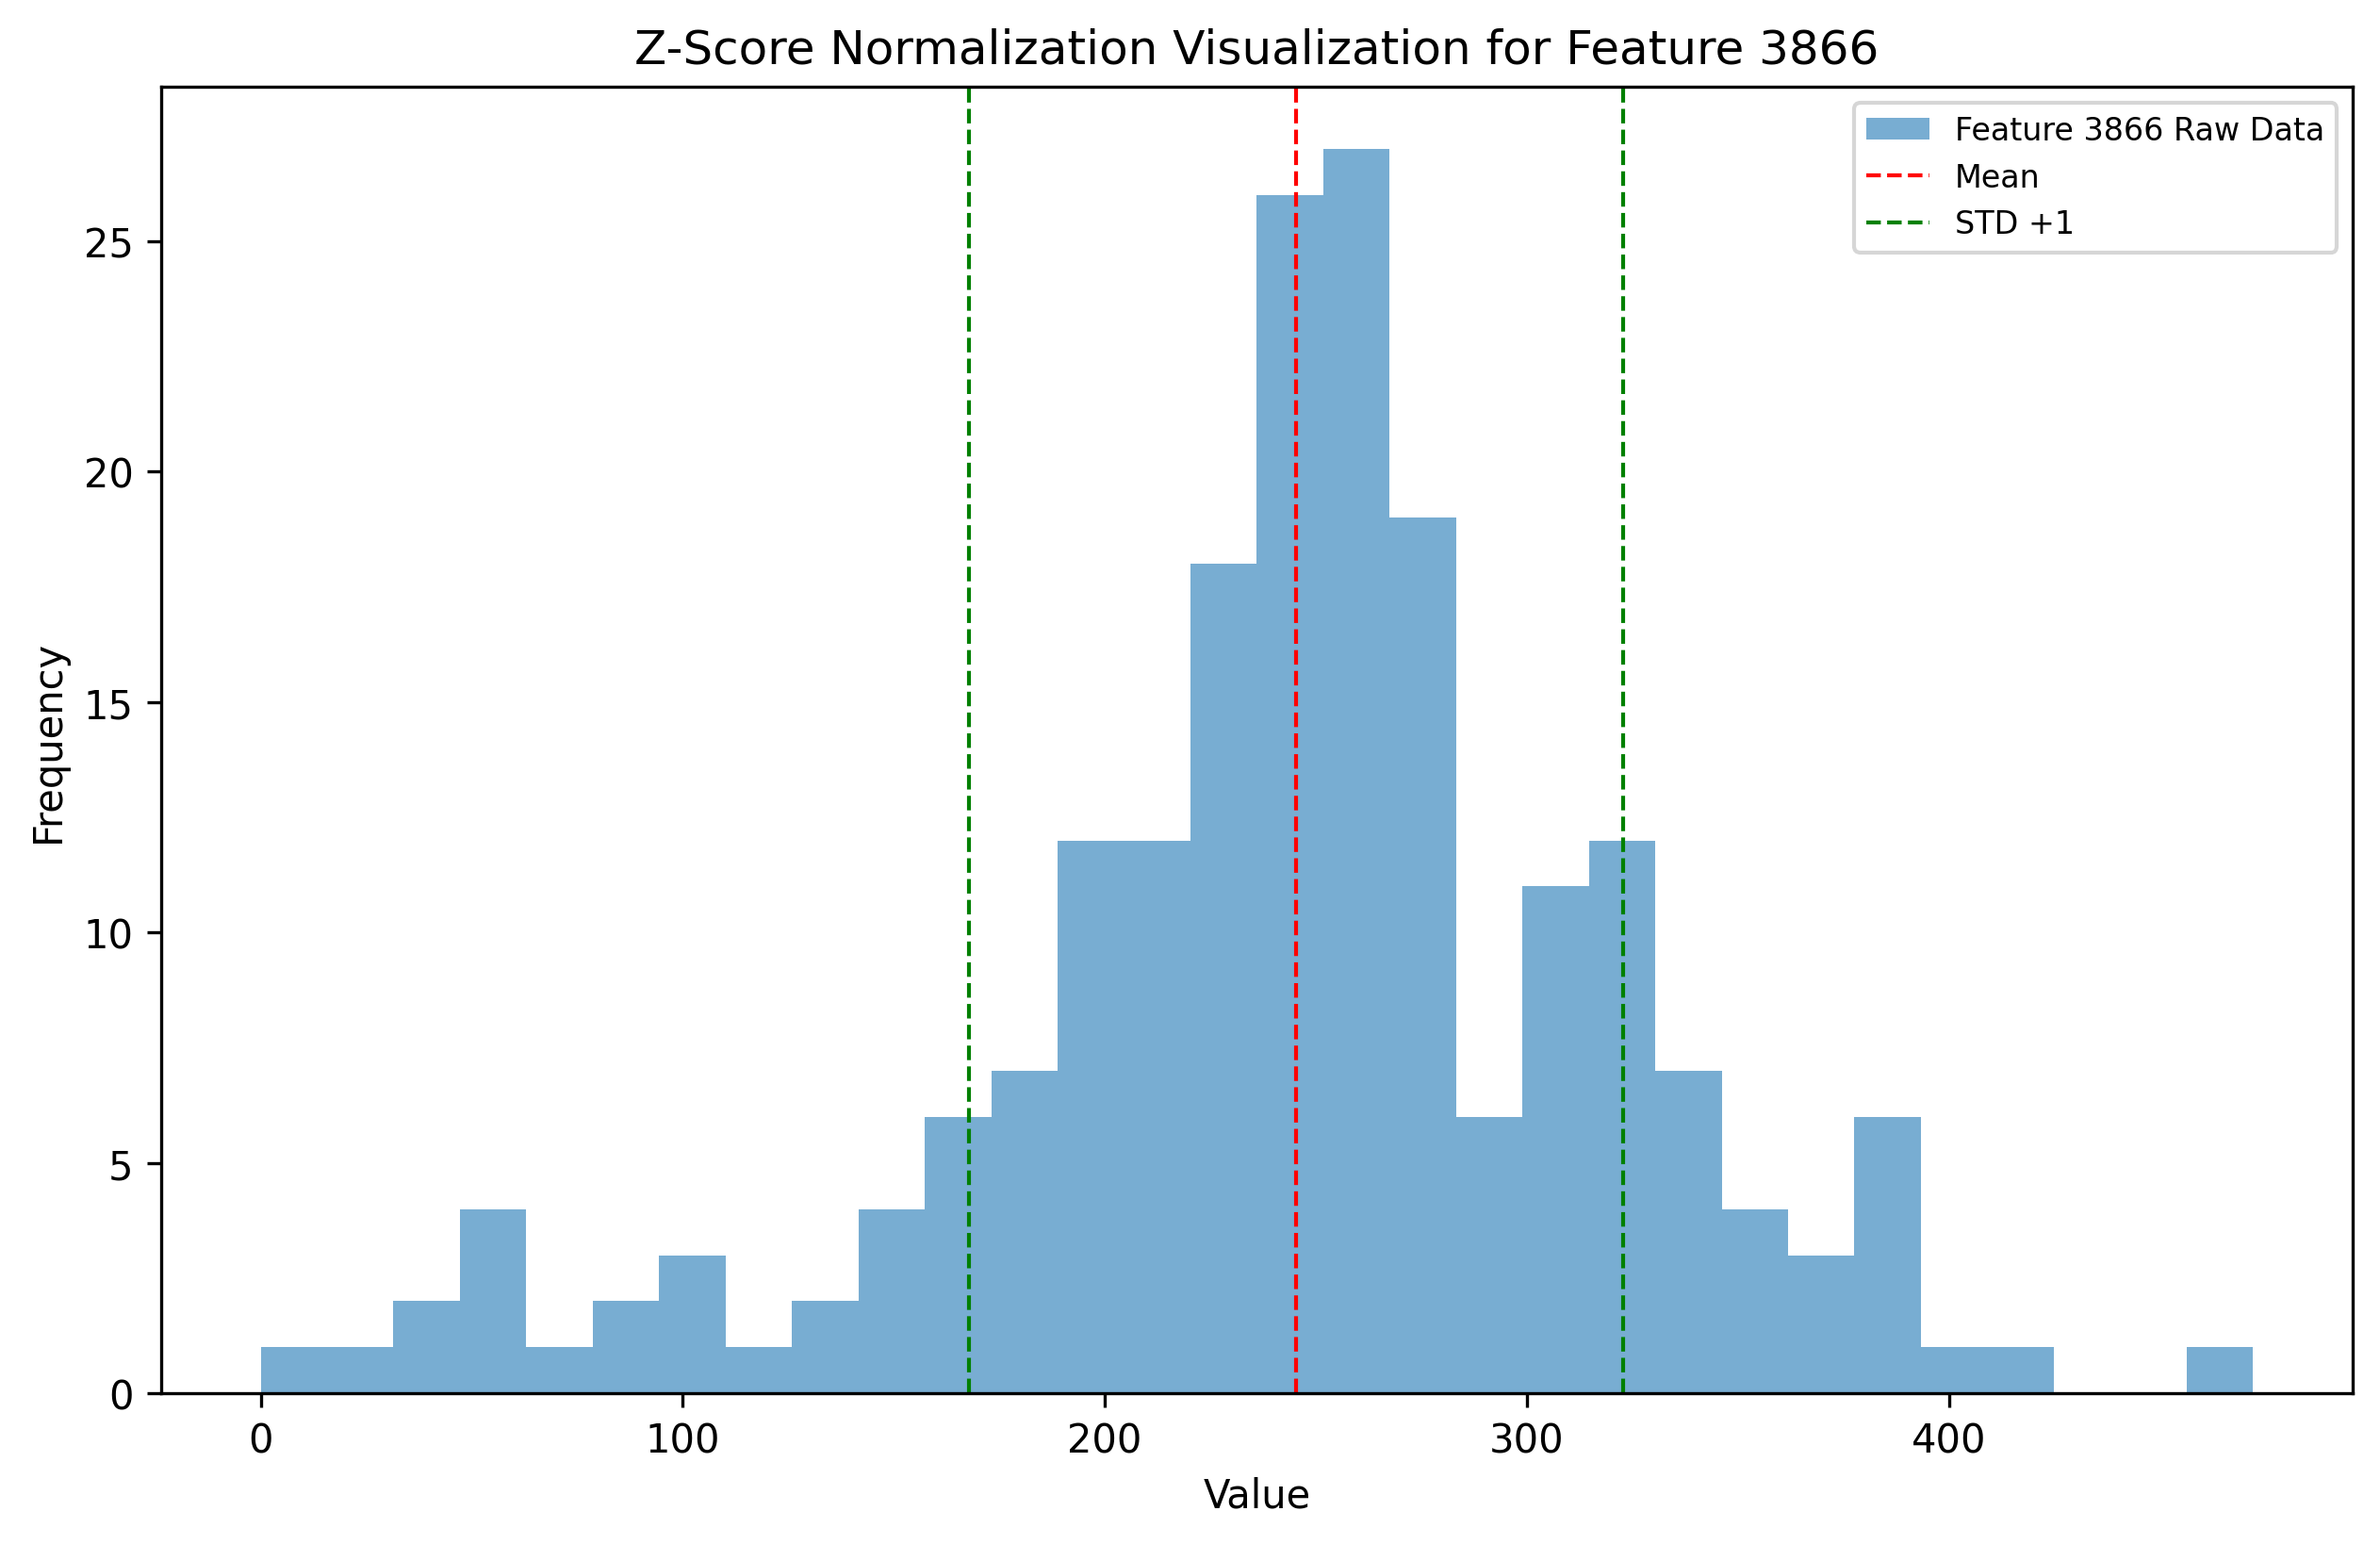 Z-Score Normalization Visualization for Feature 3866
Feature 3866 Raw Data
Mean
STD +1
25
20
15
10
5
0
Frequency
0 100 200 300 400
Value